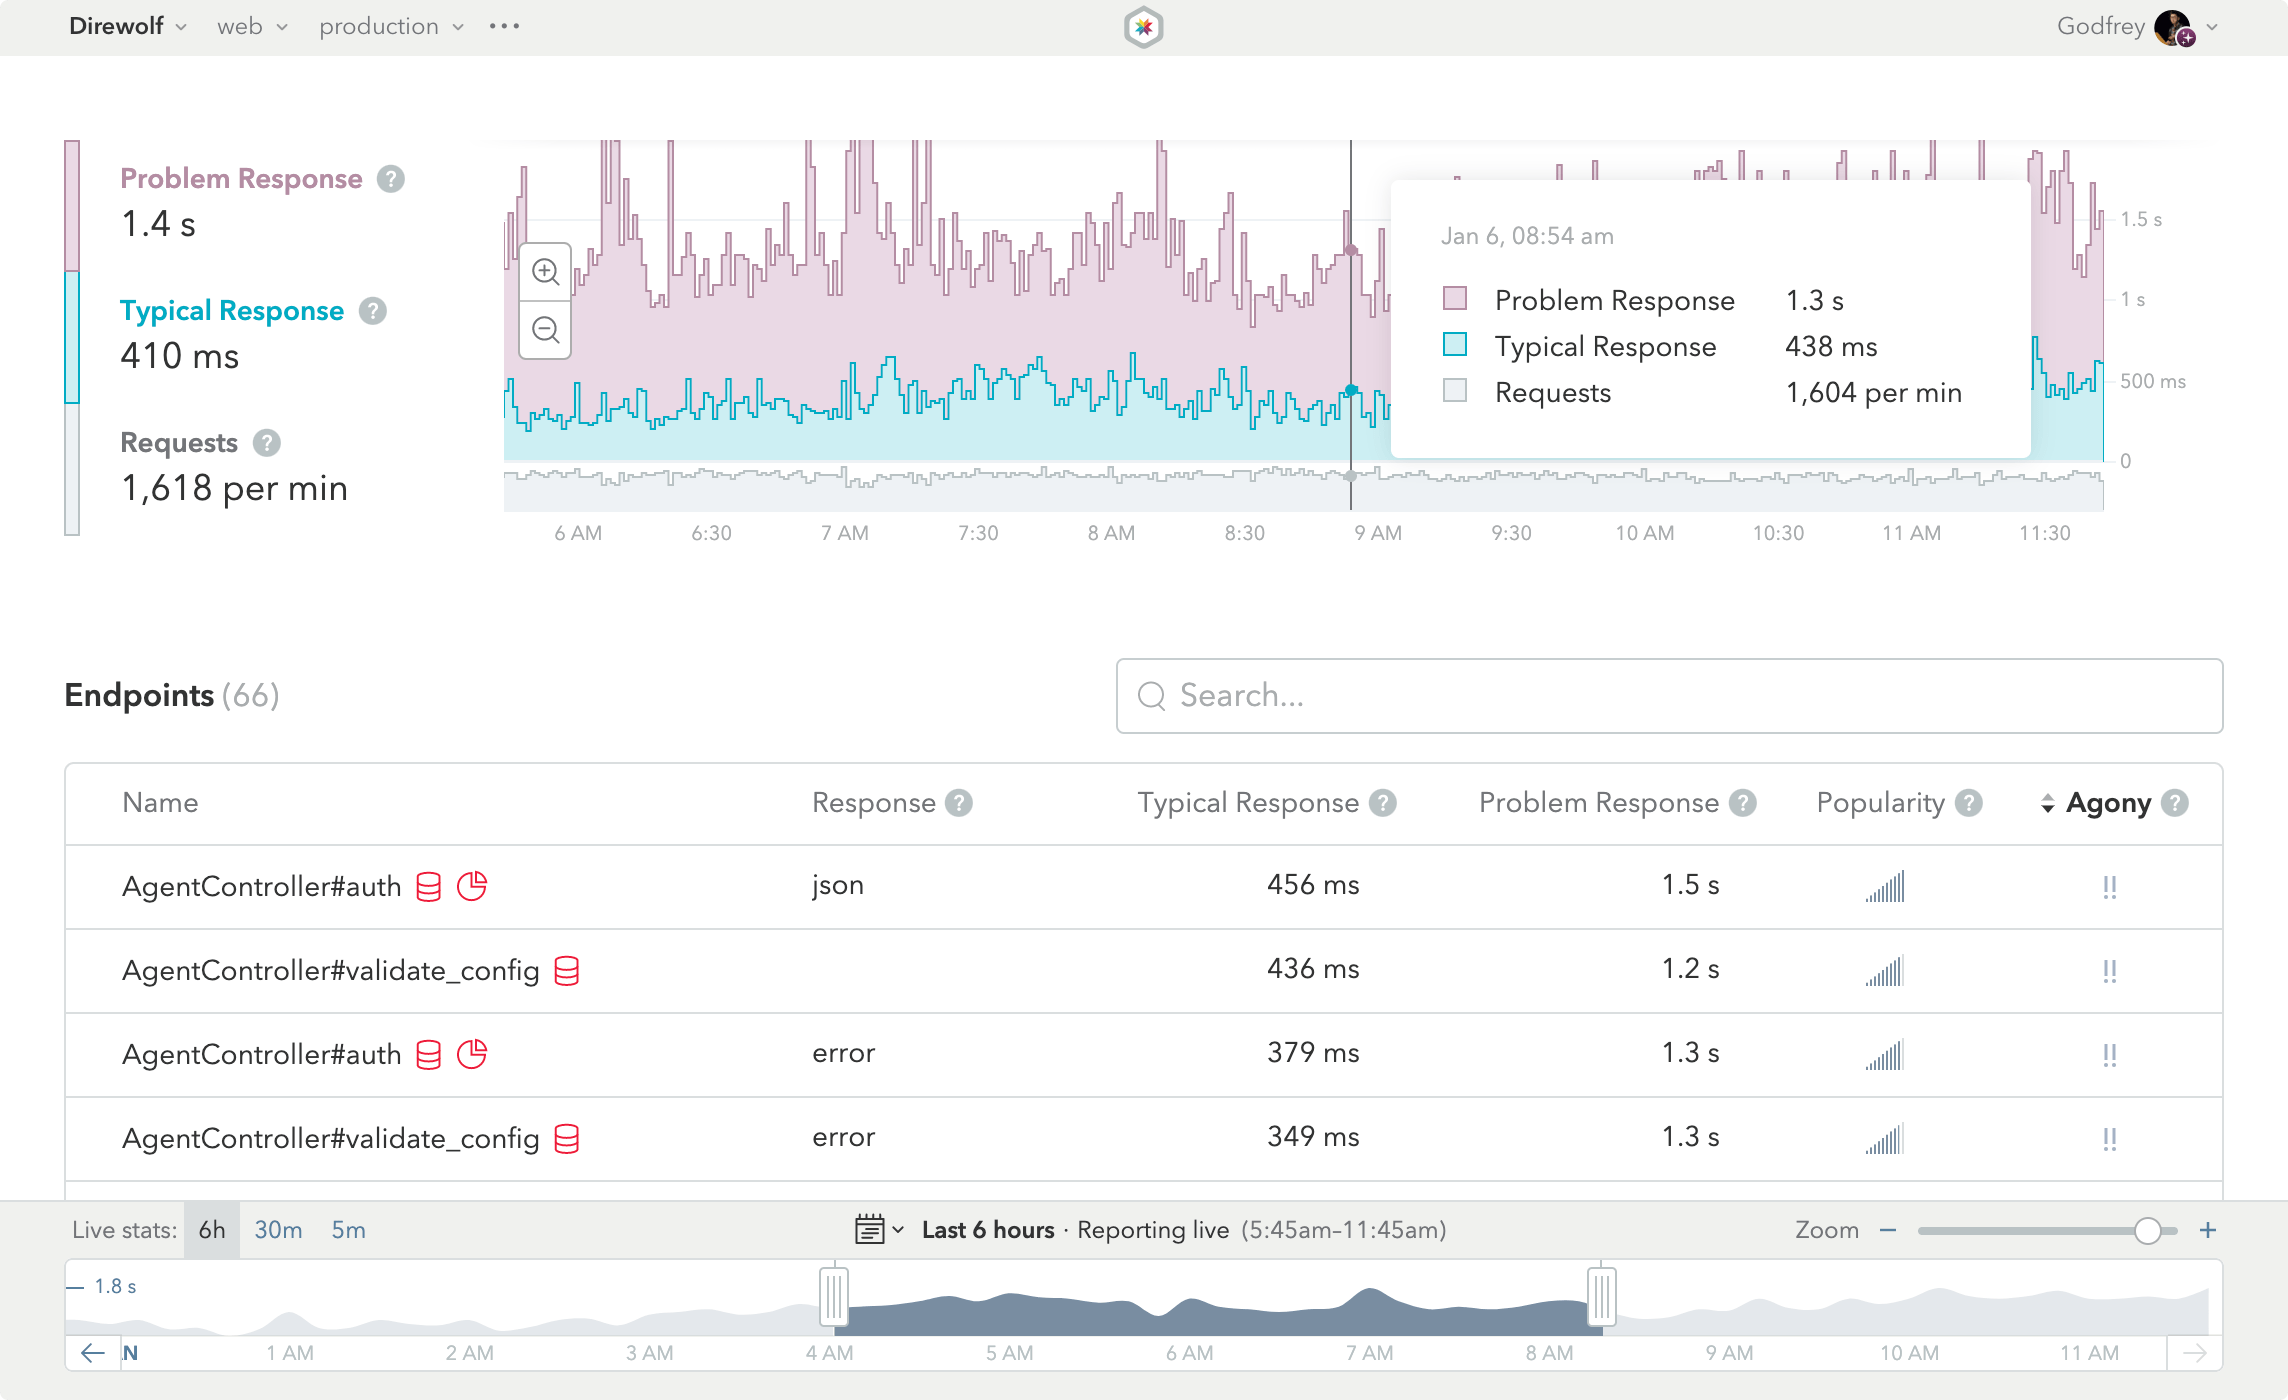 Direwolf web production ••• Godfrey
Problem Response ?
1.4 s
Typical Response ?
410 ms
Requests ?
1,618 per min
Jan 6, 08:54 am
Problem Response 1.3 s
Typical Response 438 ms
Requests 1,604 per min
1.5 s
1 s
500 ms
0
6 AM 6:30 7 AM 7:30 8 AM 8:30 9 AM 9:30 10 AM 10:30 11 AM 11:30
Endpoints (66) Search...
Name Response ? Typical Response ? Problem Response ? Popularity ? Agony ?
AgentController#auth json 456 ms 1.5 s !!
AgentController#validate_config 436 ms 1.2 s !!
AgentController#auth error 379 ms 1.3 s !!
AgentController#validate_config error 349 ms 1.3 s !!
Live stats: 6h 30m 5m Last 6 hours · Reporting live (5:45am–11:45am) Zoom − +
1.8 s
N 1 AM 2 AM 3 AM 4 AM 5 AM 6 AM 7 AM 8 AM 9 AM 10 AM 11 AM